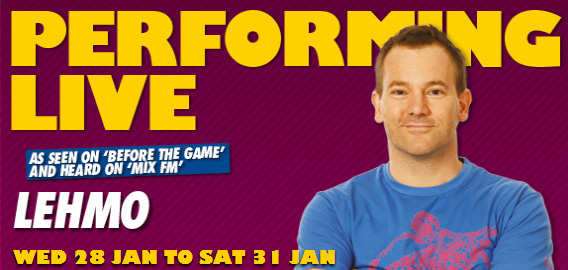 PERFORMING
LIVE
AS SEEN ON 'BEFORE THE GAME'
AND HEARD ON 'MIX FM'
LEHMO
WED 28 JAN TO SAT 31 JAN